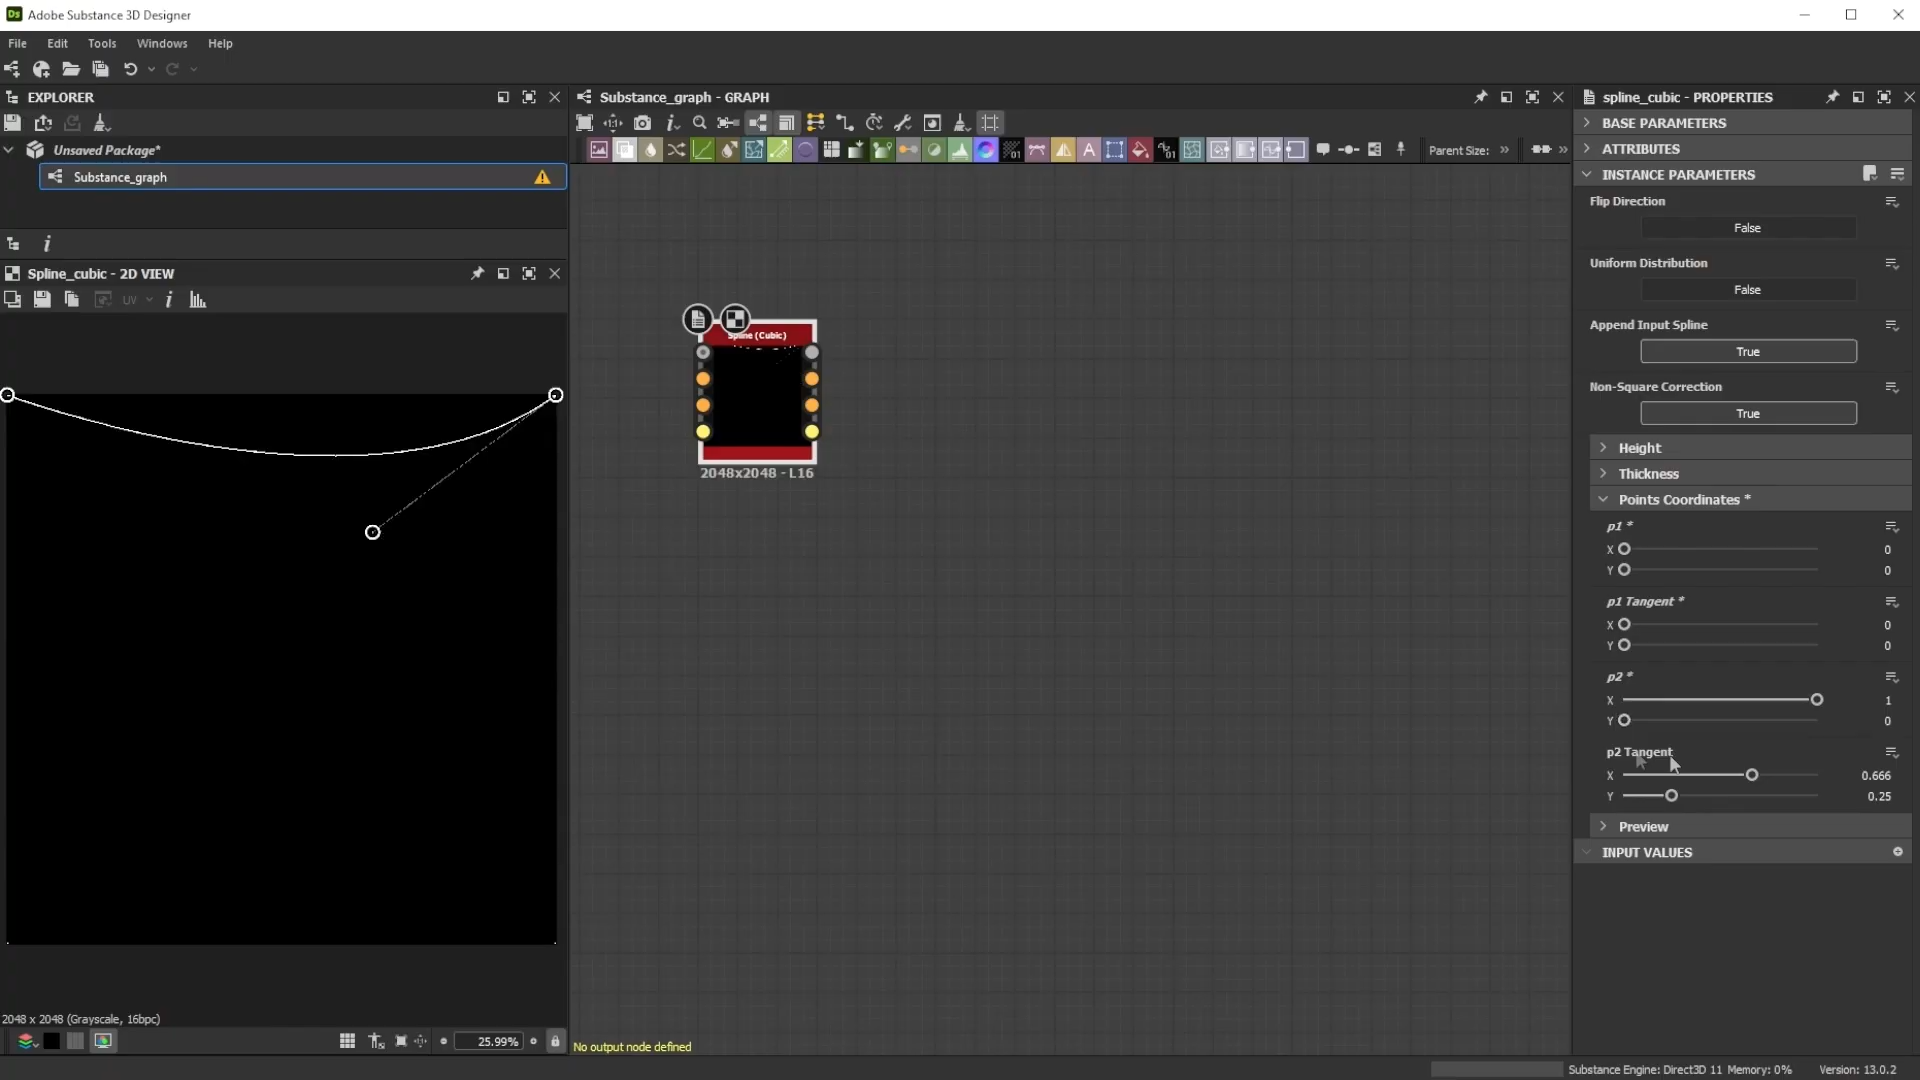 Ds Adobe Substance 3D Designer
File Edit Tools Windows Help
EXPLORER
Unsaved Package*
Substance_graph
i
Spline_cubic - 2D VIEW
UV i
2048 x 2048 (Grayscale, 16bpc)
25.99%
Substance_graph - GRAPH
Parent Size: »
Spline (Cubic)
2048x2048 - L16
No output node defined
spline_cubic - PROPERTIES
BASE PARAMETERS
ATTRIBUTES
INSTANCE PARAMETERS
Flip Direction
False
Uniform Distribution
False
Append Input Spline
True
Non-Square Correction
True
Height
Thickness
Points Coordinates *
p1 *
X 0
Y 0
p1 Tangent *
X 0
Y 0
p2 *
X 1
Y 0
p2 Tangent
X 0.666
Y 0.25
Preview
INPUT VALUES
Substance Engine: Direct3D 11 Memory: 0% Version: 13.0.2